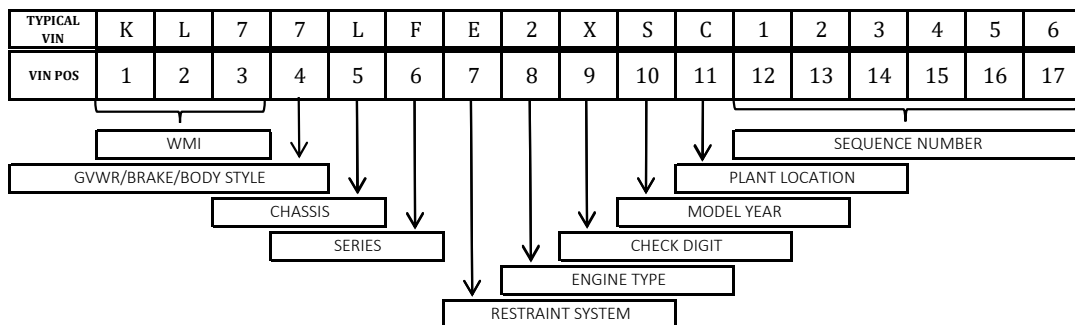 TYPICAL VIN K L 7 7 L F E 2 X S C 1 2 3 4 5 6
VIN POS 1 2 3 4 5 6 7 8 9 10 11 12 13 14 15 16 17
WMI SEQUENCE NUMBER
GVWR/BRAKE/BODY STYLE PLANT LOCATION
CHASSIS MODEL YEAR
SERIES CHECK DIGIT
ENGINE TYPE
RESTRAINT SYSTEM